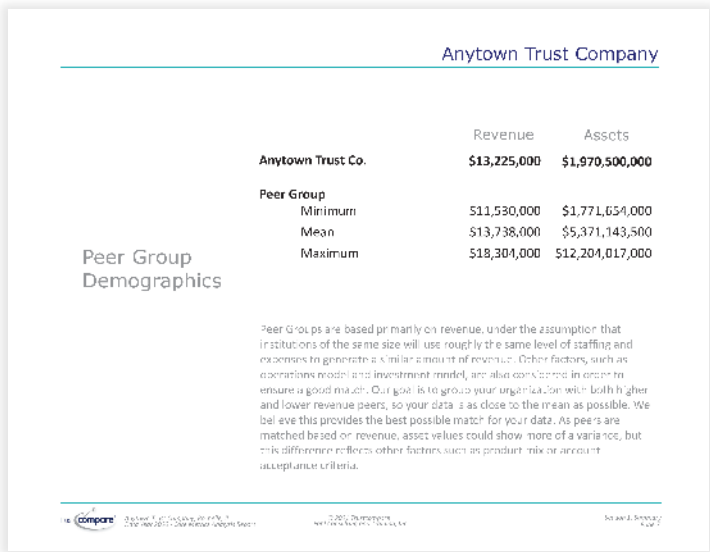 Anytown Trust Company
Revenue Assets
Anytown Trust Co. $13,225,000 $1,970,500,000
Peer Group
Minimum $11,530,000 $1,771,654,000
Mean $13,738,000 $5,371,143,500
Maximum $18,304,000 $12,204,017,000
Peer Group
Demographics
Peer Groups are based primarily on revenue, under the assumption that
institutions of the same size will use roughly the same level of staffing and
expenses to generate a similar amount of revenue. Other factors, such as
operations model and investment model, are also considered in order to
ensure a good match. Our goal is to group your organization with both higher
and lower revenue peers, so your data is as close to the mean as possible. We
believe this provides the best possible match for your data. As peers are
matched based on revenue, asset values could show more of a variance, but
this difference reflects other factors such as product mix or account
acceptance criteria.
compare